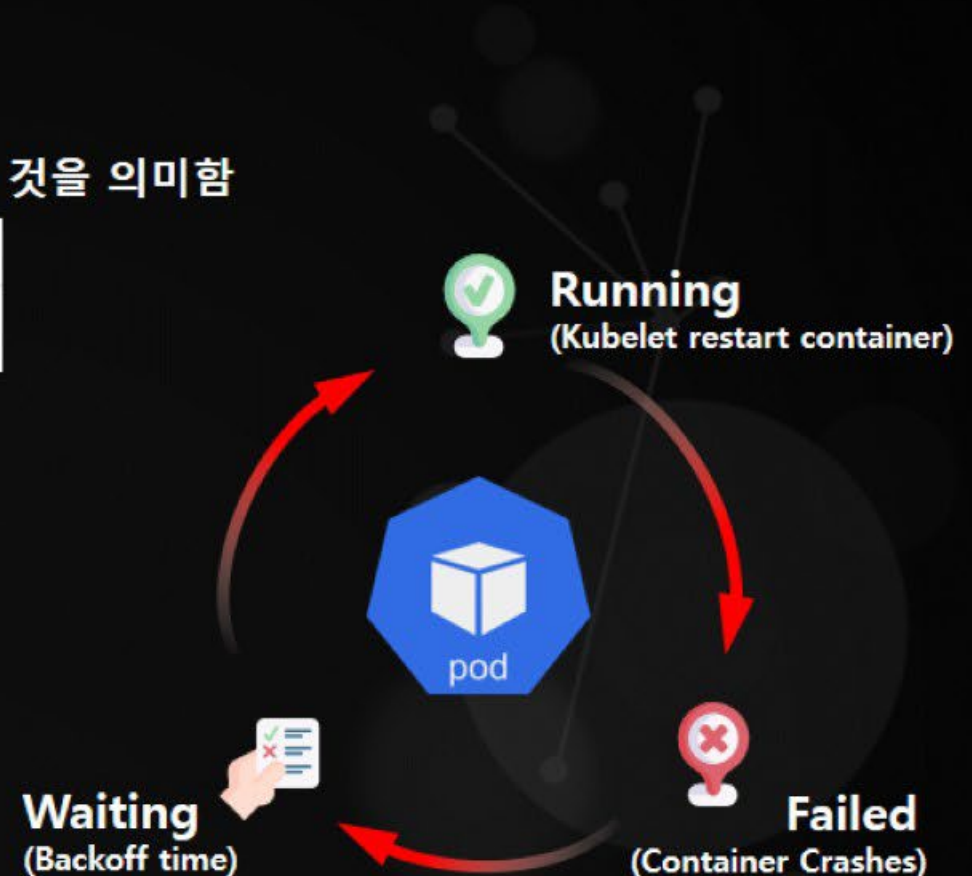 것을 의미함
Running
(Kubelet restart container)
pod
Waiting
(Backoff time)
Failed
(Container Crashes)